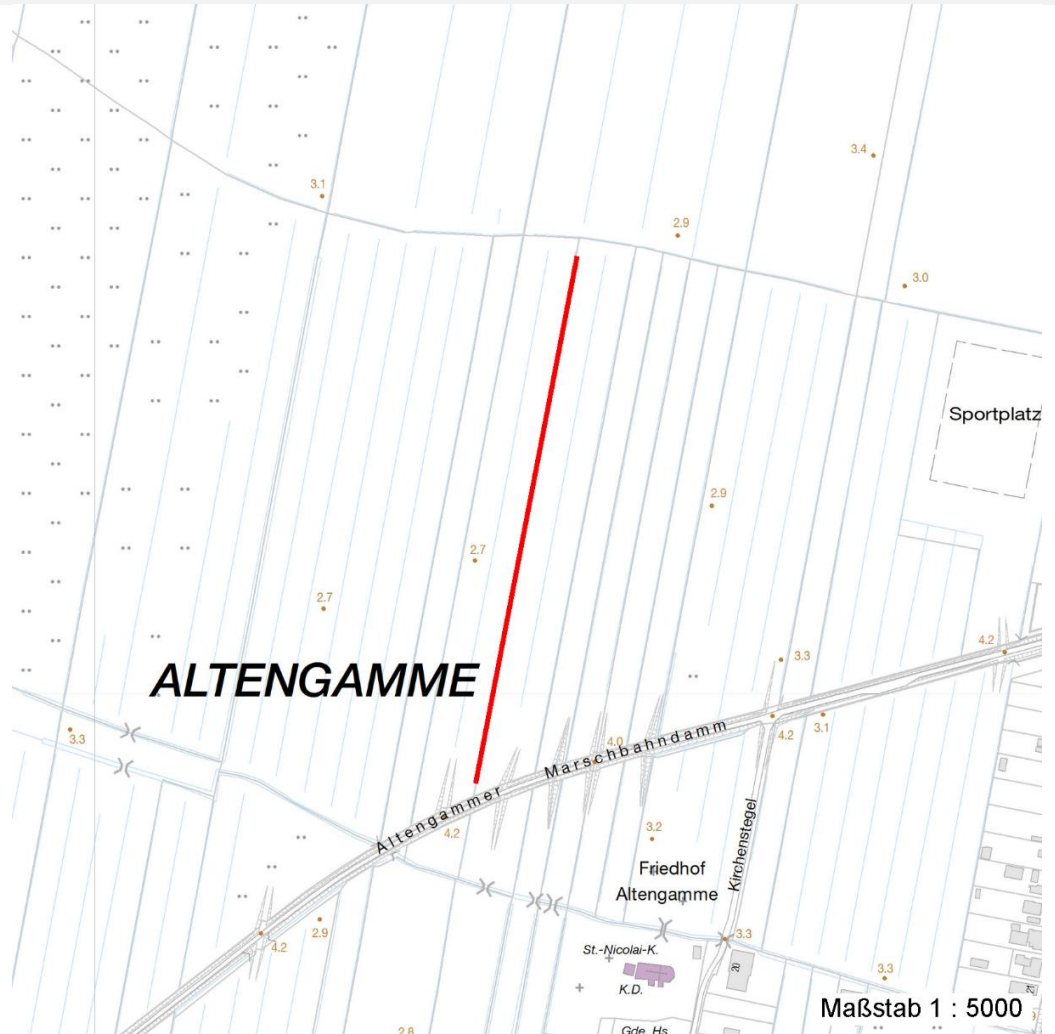 3.4
3.1
2.9
3.0
Sportplatz
2.9
2.7
2.7
4.2
3.3
ALTENGAMME
3.3
4.0
4.2
3.1
Altengammer Marschbahndamm
4.2
3.2
Kirchenstegel
Friedhof
Altengamme
2.9
4.2
3.3
St.-Nicolai-K.
K.D.
20
3.3
Maßstab 1 : 5000
2.8
Gde. Hs.